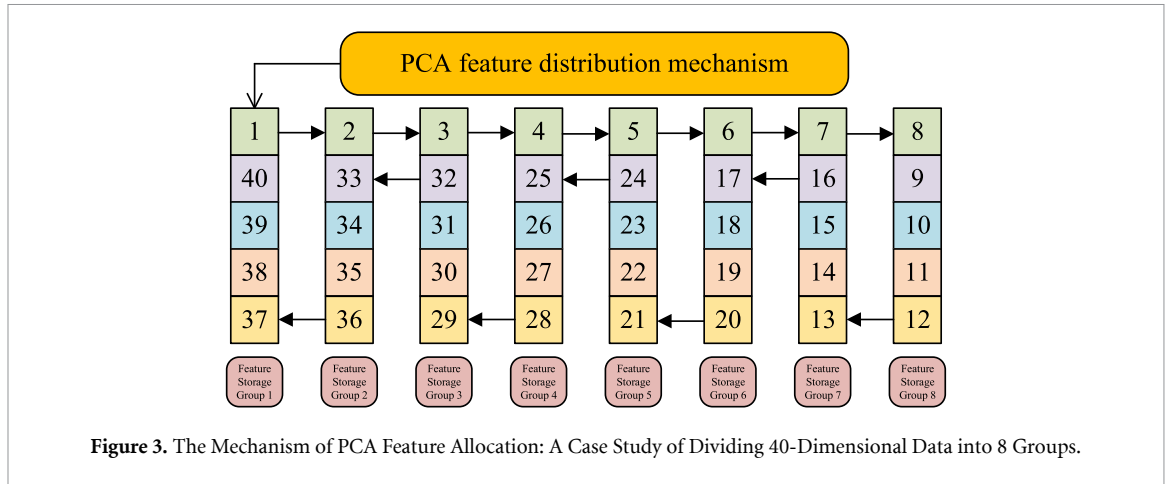 PCA feature distribution mechanism
1 2 3 4 5 6 7 8
40 33 32 25 24 17 16 9
39 34 31 26 23 18 15 10
38 35 30 27 22 19 14 11
37 36 29 28 21 20 13 12
Feature
Storage
Group 1
Feature
Storage
Group 2
Feature
Storage
Group 3
Feature
Storage
Group 4
Feature
Storage
Group 5
Feature
Storage
Group 6
Feature
Storage
Group 7
Feature
Storage
Group 8
Figure 3. The Mechanism of PCA Feature Allocation: A Case Study of Dividing 40-Dimensional Data into 8 Groups.